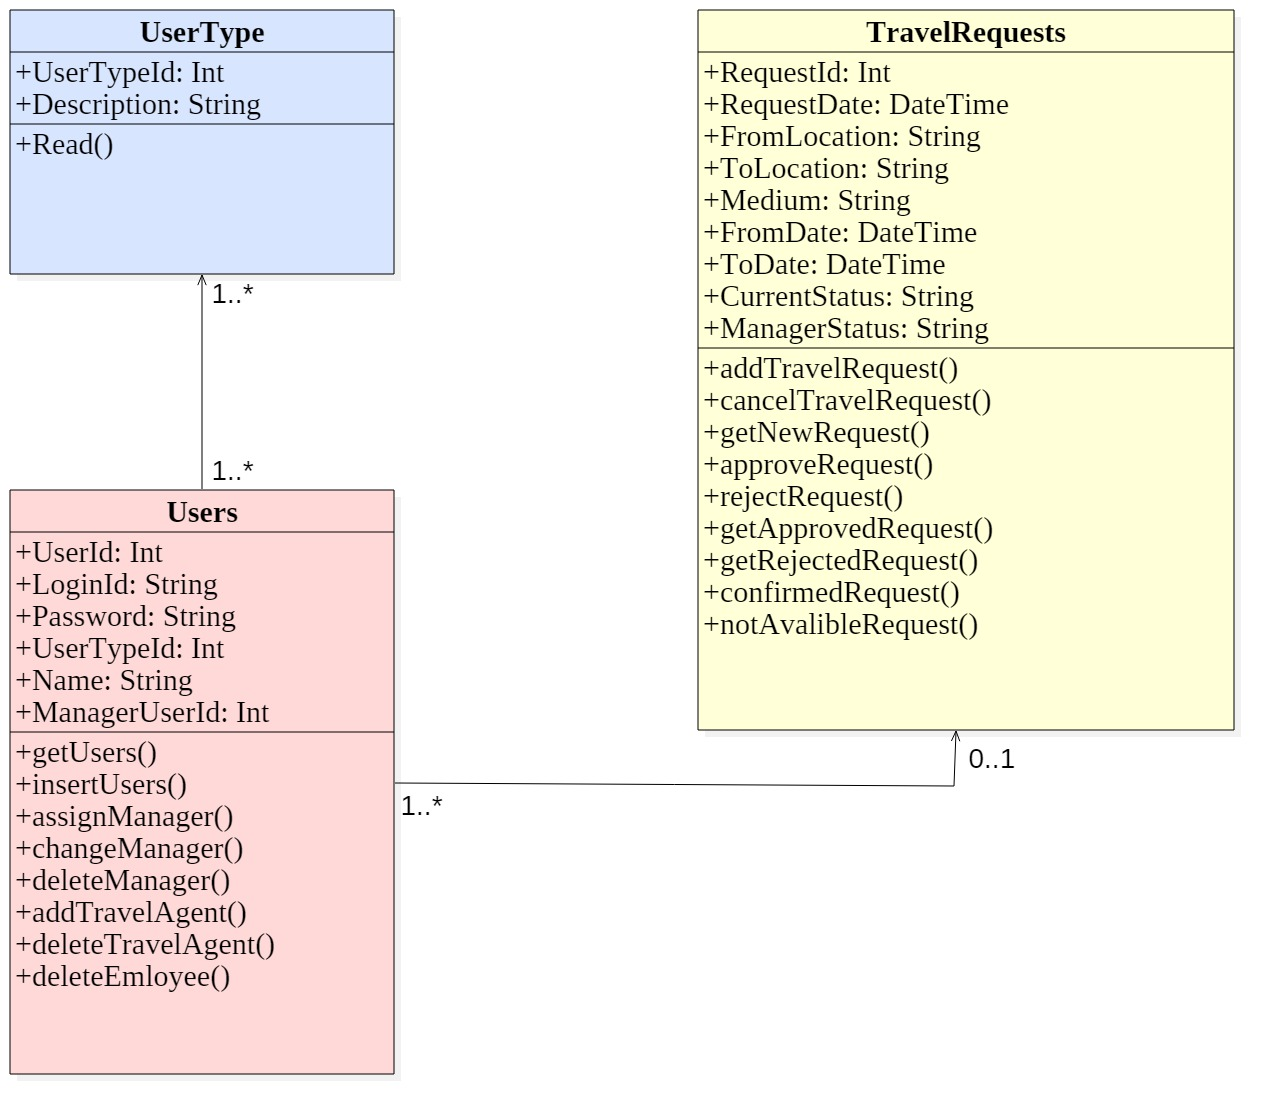 UserType
+UserTypeId: Int
+Description: String
+Read()
1..*
1..*
Users
+UserId: Int
+LoginId: String
+Password: String
+UserTypeId: Int
+Name: String
+ManagerUserId: Int
+getUsers()
+insertUsers()
+assignManager()
+changeManager()
+deleteManager()
+addTravelAgent()
+deleteTravelAgent()
+deleteEmloyee()
1..*
TravelRequests
+RequestId: Int
+RequestDate: DateTime
+FromLocation: String
+ToLocation: String
+Medium: String
+FromDate: DateTime
+ToDate: DateTime
+CurrentStatus: String
+ManagerStatus: String
+addTravelRequest()
+cancelTravelRequest()
+getNewRequest()
+approveRequest()
+rejectRequest()
+getApprovedRequest()
+getRejectedRequest()
+confirmedRequest()
+notAvalibleRequest()
0..1